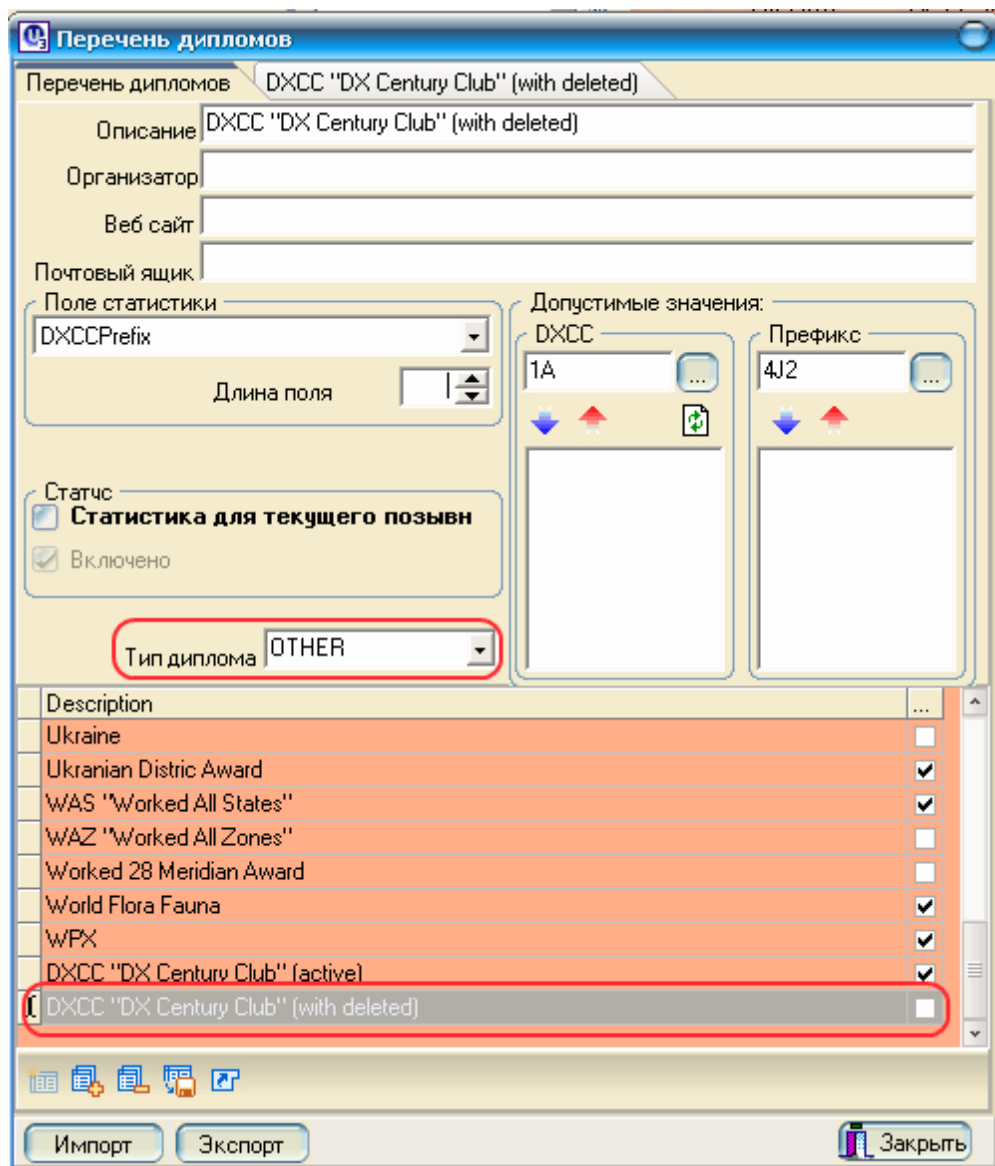 Перечень дипломов
Перечень дипломов DXCC "DX Century Club" (with deleted)
Описание DXCC "DX Century Club" (with deleted)
Организатор
Веб сайт
Почтовый ящик
Поле статистики Допустимые значения:
DXCCPrefix DXCC Префикс
1A ... 4J2 ...
Длина поля
Статус
Статистика для текущего позывн
Включено
Тип диплома OTHER
Description ...
Ukraine
Ukranian Distric Award
WAS "Worked All States"
WAZ "Worked All Zones"
Worked 28 Meridian Award
World Flora Fauna
WPX
DXCC "DX Century Club" (active)
DXCC "DX Century Club" (with deleted)
Импорт Экспорт Закрыть